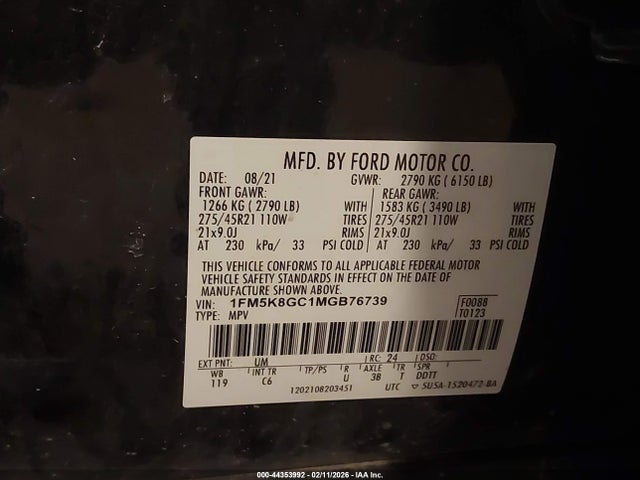 MFD. BY FORD MOTOR CO.
DATE: 08/21 GVWR: 2790 KG ( 6150 LB)
FRONT GAWR: REAR GAWR:
1266 KG ( 2790 LB) WITH 1583 KG ( 3490 LB) WITH
275/45R21 110W TIRES 275/45R21 110W TIRES
21x9.0J RIMS 21x9.0J RIMS
AT 230 kPa/ 33 PSI COLD AT 230 kPa/ 33 PSI COLD
THIS VEHICLE CONFORMS TO ALL APPLICABLE FEDERAL MOTOR
VEHICLE SAFETY STANDARDS IN EFFECT ON THE DATE OF
MANUFACTURE SHOWN ABOVE.
VIN: 1FM5K8GC1MGB76739 F0088
TYPE: MPV T0123
EXT PNT: UM RC: 24 DSO:
WB INT TR TP/PS R AXLE TR SPR
119 C6 U 3B T DDTT
1202108203451 UTC ▽ 5U5A-1520472-BA
000-44353992 - 02/11/2026 - IAA Inc.